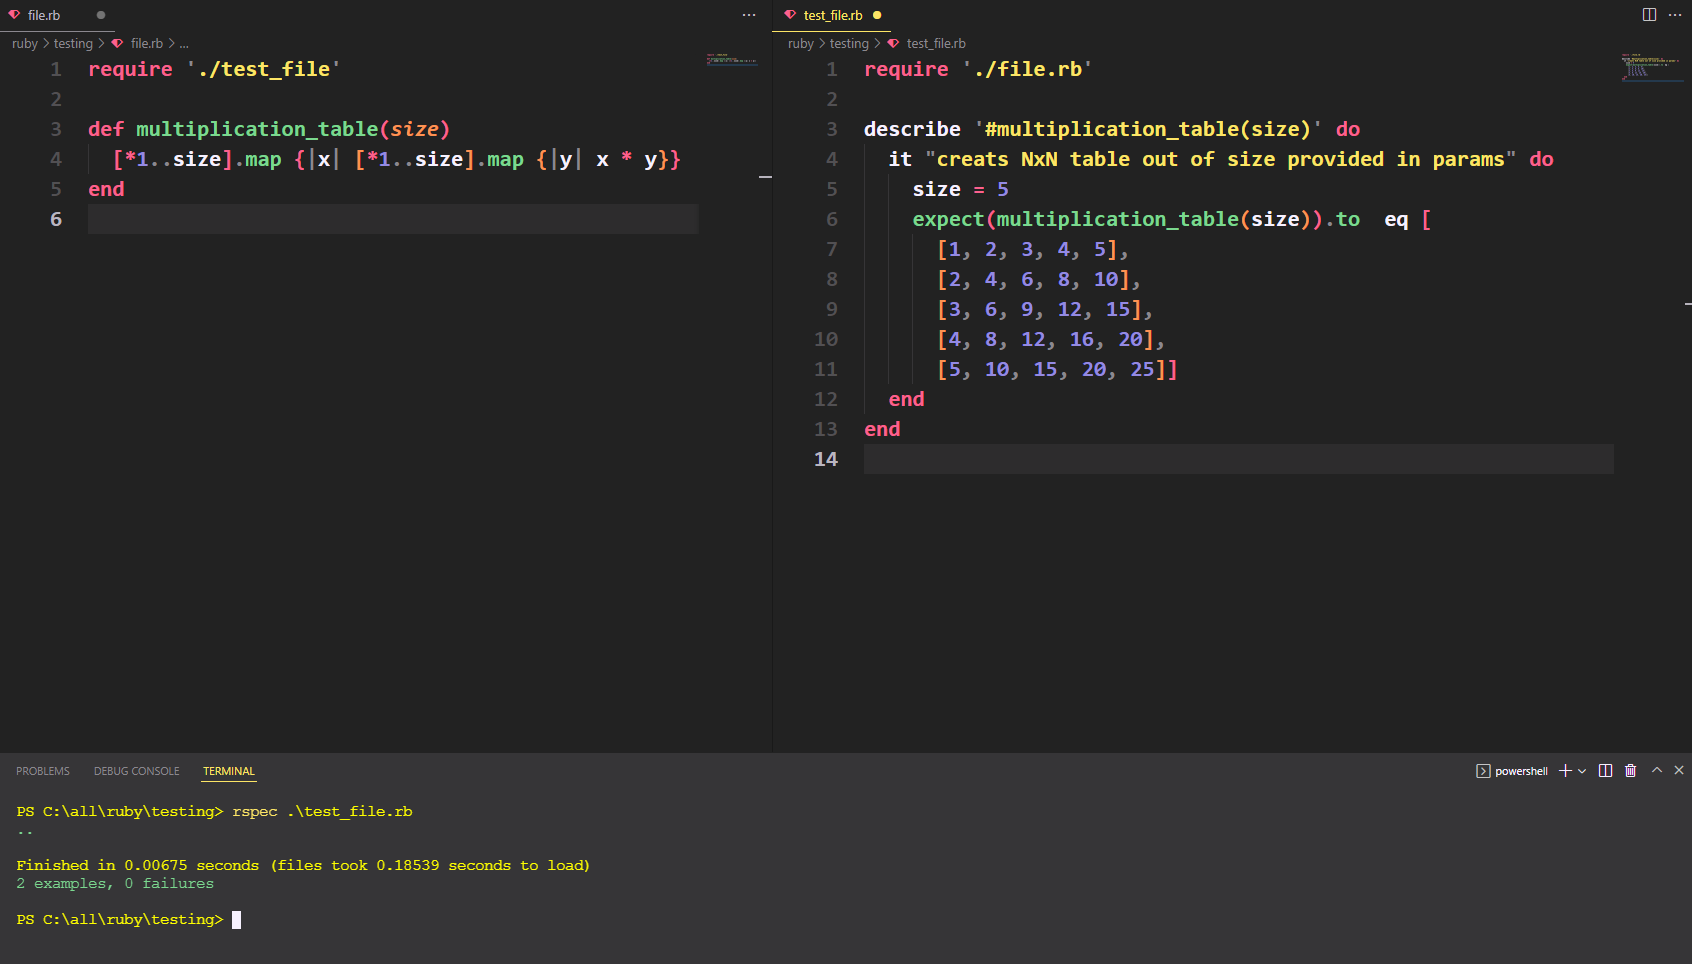 file.rb
ruby > testing > file.rb > ...
1 require './test_file'
2
3 def multiplication_table(size)
4   [*1..size].map {|x| [*1..size].map {|y| x * y}}
5 end
6
test_file.rb
ruby > testing > test_file.rb
1 require './file.rb'
2
3 describe '#multiplication_table(size)' do
4   it "creats NxN table out of size provided in params" do
5     size = 5
6     expect(multiplication_table(size)).to  eq [
7       [1, 2, 3, 4, 5],
8       [2, 4, 6, 8, 10],
9       [3, 6, 9, 12, 15],
10       [4, 8, 12, 16, 20],
11       [5, 10, 15, 20, 25]]
12   end
13 end
14
PROBLEMS DEBUG CONSOLE TERMINAL powershell
PS C:\all\ruby\testing> rspec .\test_file.rb
..
Finished in 0.00675 seconds (files took 0.18539 seconds to load)
2 examples, 0 failures
PS C:\all\ruby\testing>